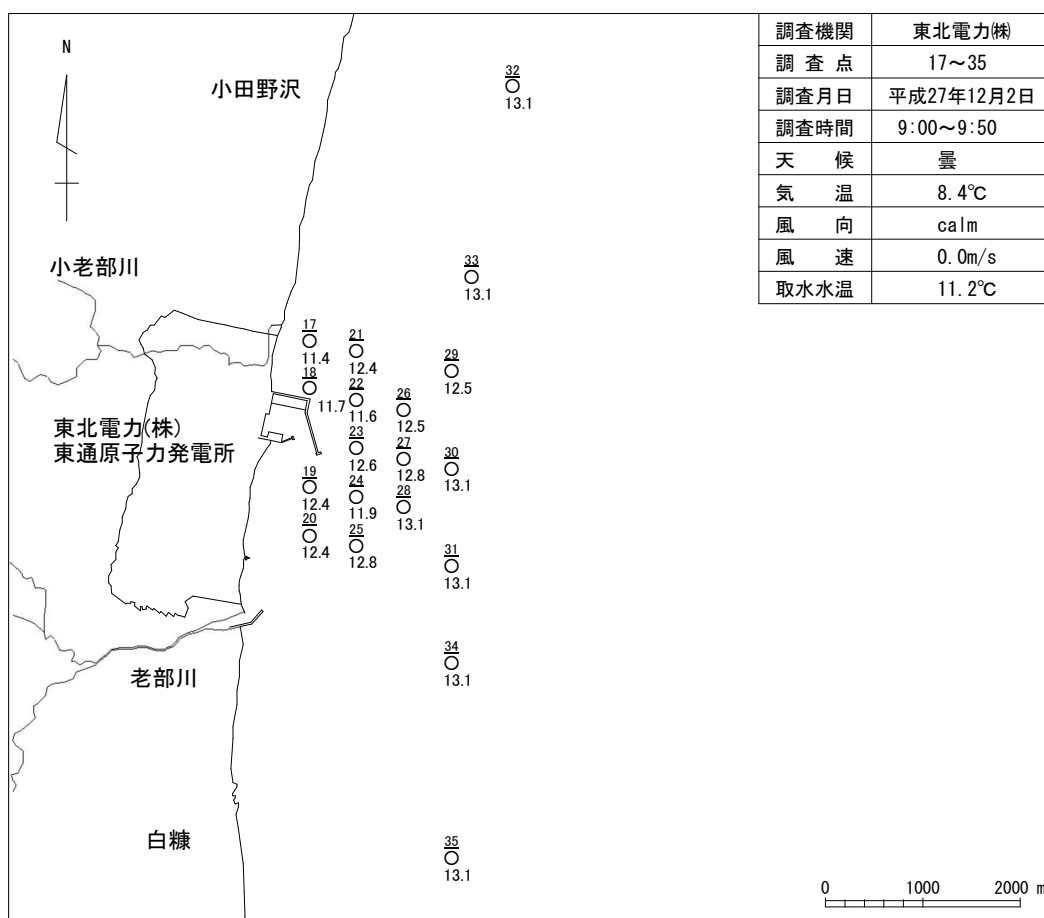 調査機関 東北電力㈱
調 査 点 17～35
調査月日 平成27年12月2日
調査時間 9:00～9:50
天 候 曇
気 温 8.4℃
風 向 calm
風 速 0.0m/s
取水水温 11.2℃
N
小田野沢
32
13.1
小老部川
33
13.1
17
11.4
21
12.4
29
12.5
18
11.7
22
11.6
26
12.5
東北電力(株)
東通原子力発電所
23
12.6
27
12.8
30
13.1
19
12.4
24
11.9
28
13.1
20
12.4
25
12.8
31
13.1
34
13.1
老部川
白糠
35
13.1
0 1000 2000 m